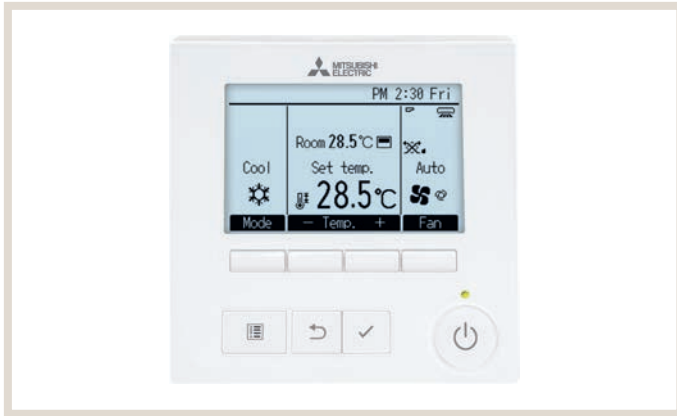 MITSUBISHI
ELECTRIC
PM 2:30 Fri
Room 28.5°C
Cool Set temp. Auto
28.5°C
Mode − Temp. + Fan